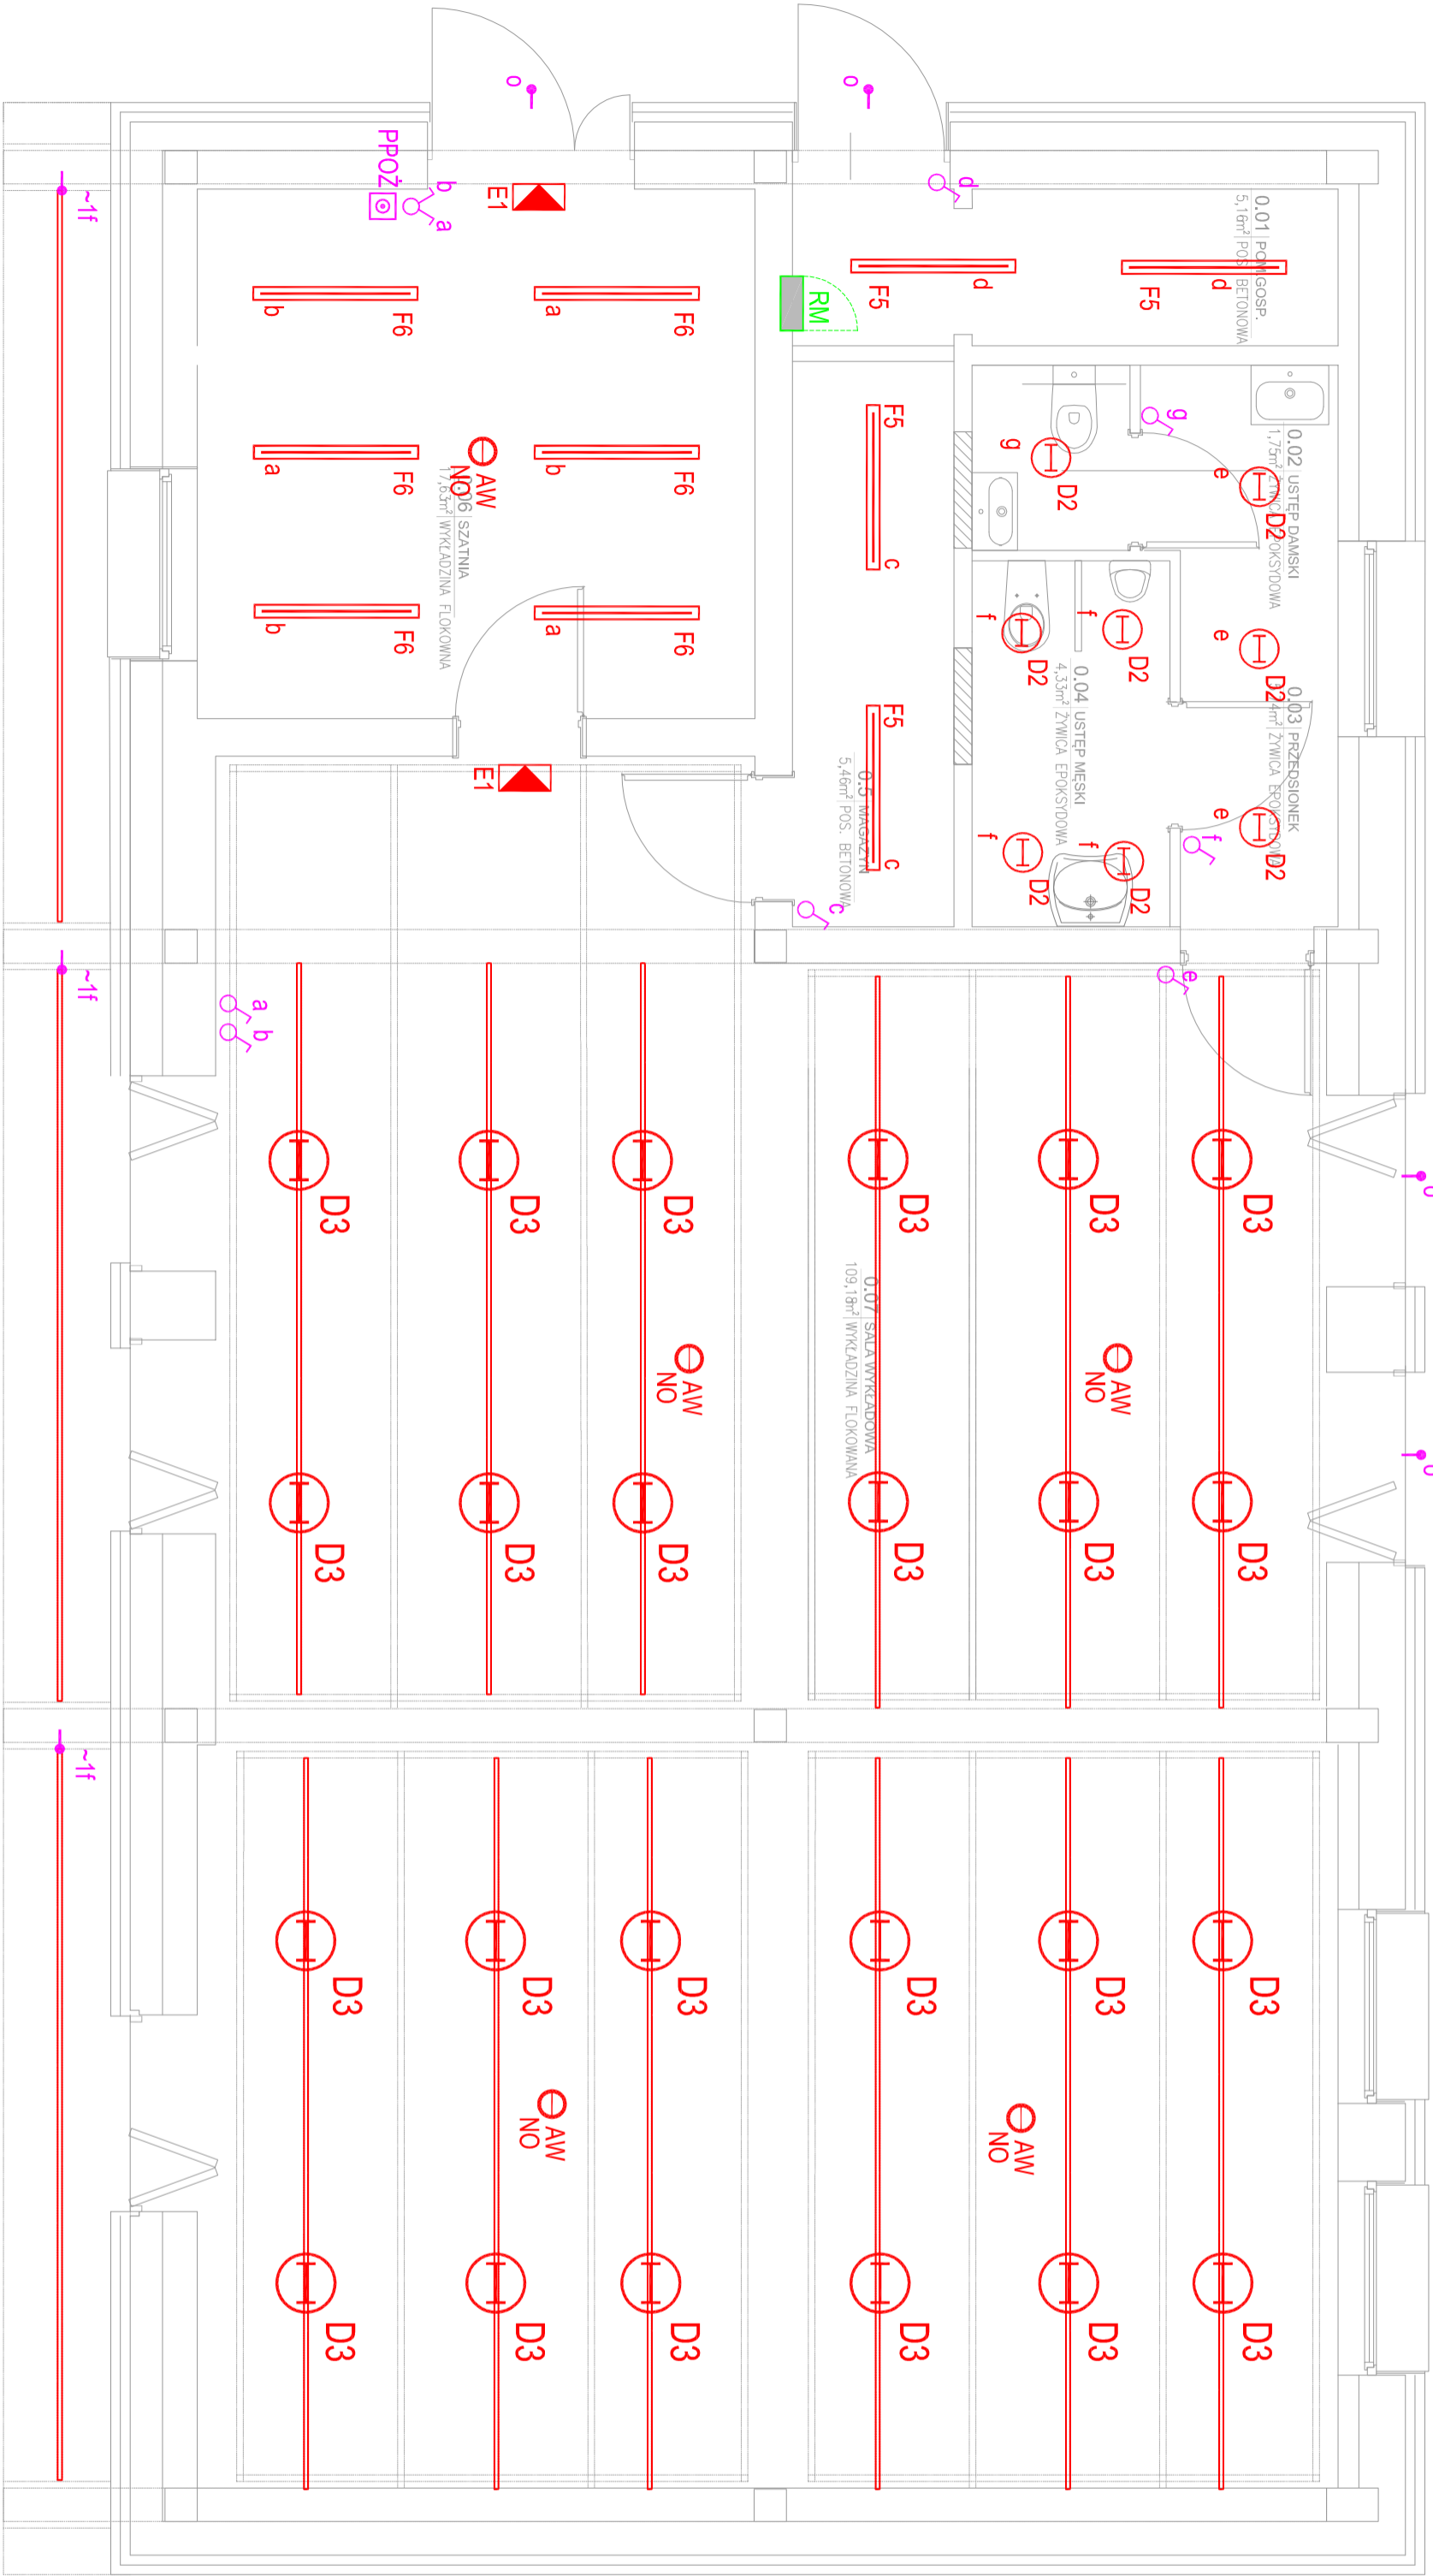 o
o
PPOŻ
b
a
E1
d
~1f
0.01 POM.GOSP.
5,16m² POS. BETONOWA
d
F5
d
F5
RM
b
F6
a
F6
a
F6
b
F6
b
F6
a
F6
AW
NO
0.06 SZATNIA
17,63m² WYKŁADZINA FLOKOWNA
F5
c
F5
c
g
g
D2
0.02 USTĘP DAMSKI
1,75m² ŻYWICA EPOKSYDOWA
e
D2
e
D2
e
D2
0.03 PRZEDSIONEK
ŻYWICA EPOKSYDOWA
f
f
D2
f
D2
0.04 USTĘP MĘSKI
4,33m² ŻYWICA EPOKSYDOWA
f
D2
f
D2
E1
0.5 MAGAZYN
5,46m² POS. BETONOWA
c
e
~1f
a
b
D3
D3
D3
D3
D3
D3
AW
NO
AW
NO
0.07 SALA WYKŁADOWA
109,18m² WYKŁADZINA FLOKOWANA
D3
D3
D3
D3
D3
D3
~1f
D3
D3
D3
D3
D3
D3
AW
NO
AW
NO
D3
D3
D3
D3
D3
D3